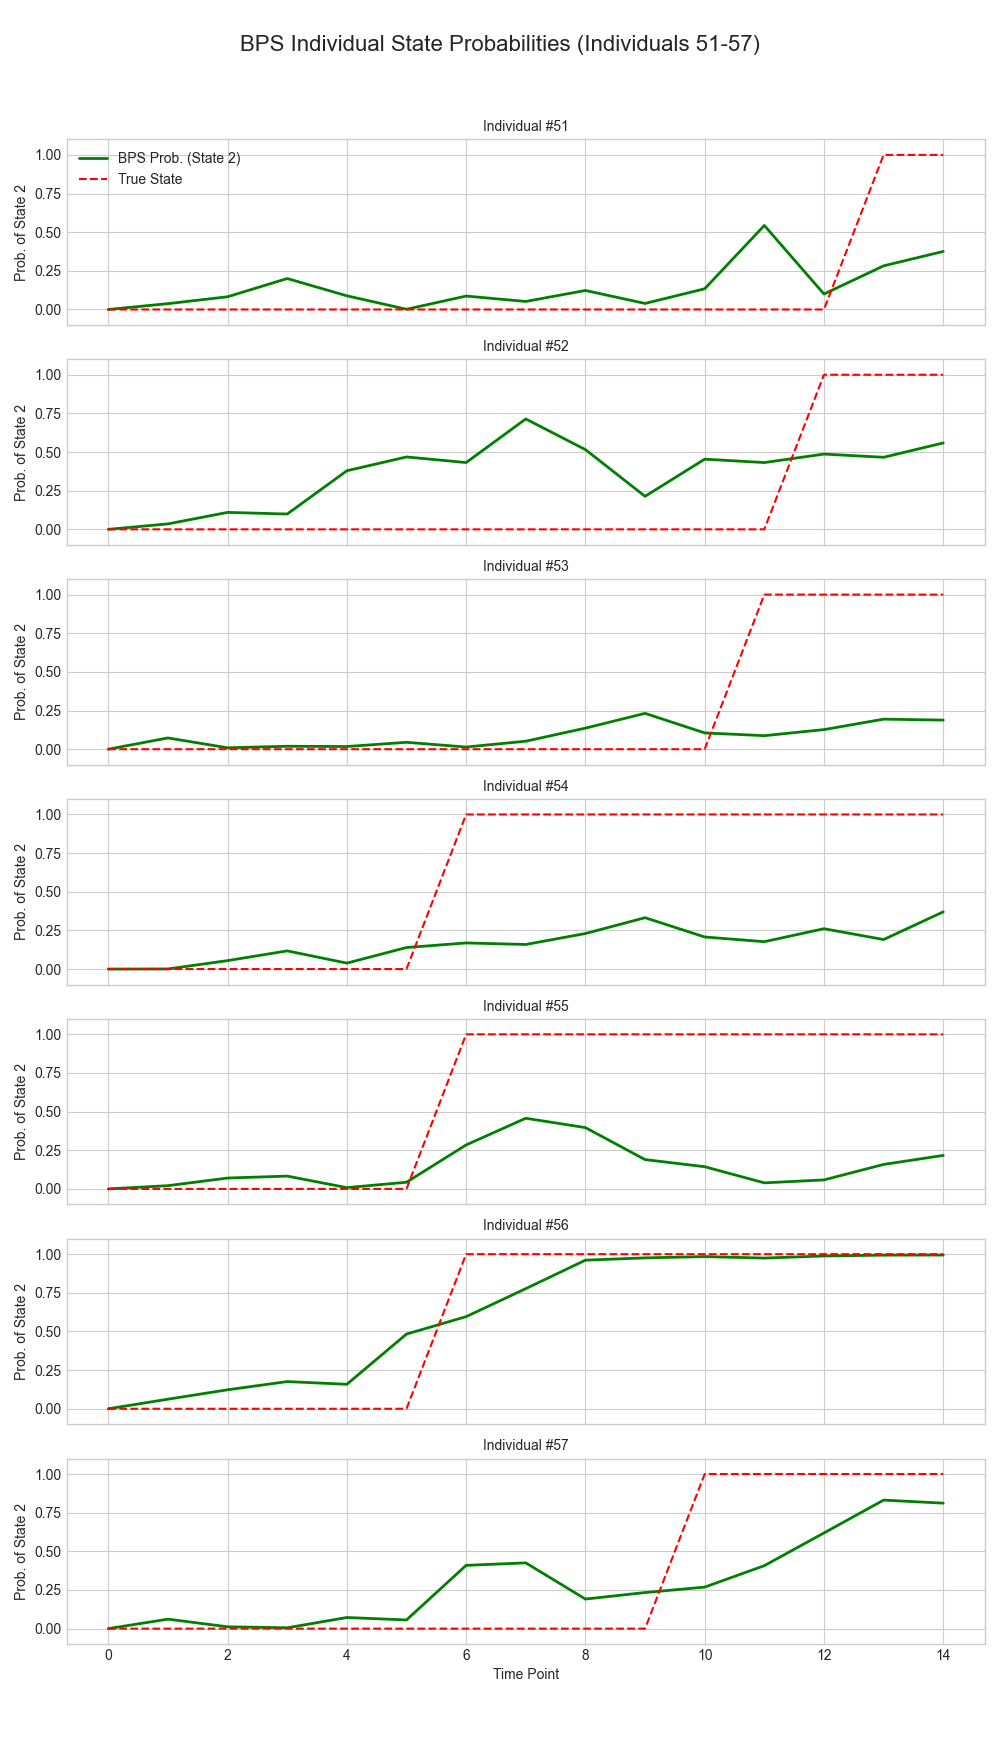 BPS Individual State Probabilities (Individuals 51-57)
Individual #51
BPS Prob. (State 2)
True State
1.00
0.75
0.50
0.25
0.00
Prob. of State 2
Individual #52
1.00
0.75
0.50
0.25
0.00
Prob. of State 2
Individual #53
1.00
0.75
0.50
0.25
0.00
Prob. of State 2
Individual #54
1.00
0.75
0.50
0.25
0.00
Prob. of State 2
Individual #55
1.00
0.75
0.50
0.25
0.00
Prob. of State 2
Individual #56
1.00
0.75
0.50
0.25
0.00
Prob. of State 2
Individual #57
1.00
0.75
0.50
0.25
0.00
Prob. of State 2
0 2 4 6 8 10 12 14
Time Point